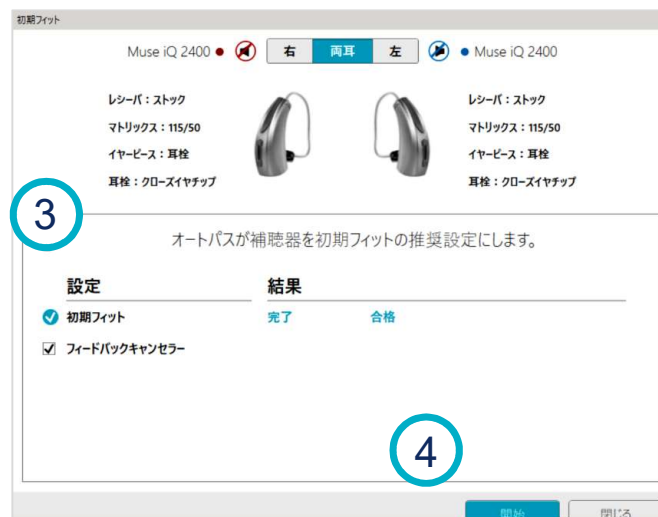 初期フィット
Muse iQ 2400 右 両耳 左 Muse iQ 2400
レシーバ：ストック レシーバ：ストック
マトリックス：115/50 マトリックス：115/50
イヤーピース：耳栓 イヤーピース：耳栓
耳栓：クローズイヤチップ 耳栓：クローズイヤチップ
3
オートパスが補聴器を初期フィットの推奨設定にします。
設定 結果
初期フィット 完了 合格
フィードバックキャンセラー
4
開始 閉じる